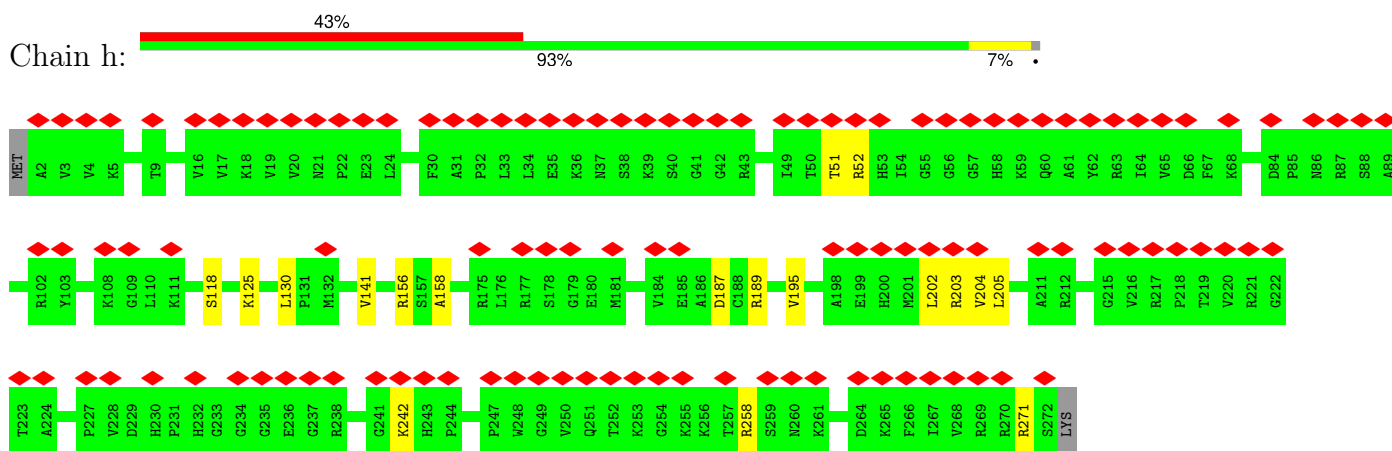 43%
Chain h:
93% 7% •
MET A2 V3 V4 K5 T9 V16 V17 K18 V19 V20 N21 P22 E23 L24 F30 A31 P32 L33 L34 E35 K36 N37 S38 K39 S40 G41 G42 R43 I49 T50 T51 R52 H53 I54 G55 G56 G57 H58 K59 Q60 A61 Y62 R63 I64 V65 D66 F67 K68 D84 P85 N86 R87 S88 A89
R102 Y103 K108 G109 L110 K111 S118 K125 L130 P131 M132 V141 R156 S157 A158 R175 L176 R177 S178 G179 E180 M181 V184 E185 A186 D187 C188 R189 V195 A198 E199 H200 M201 L202 R203 V204 L205 A211 R212 G215 V216 R217 P218 T219 V220 R221 G222
T223 A224 P227 V228 D229 H230 P231 H232 G233 G234 G235 E236 G237 R238 G241 K242 H243 P244 P247 W248 G249 V250 Q251 T252 K253 G254 K255 K256 T257 R258 S259 N260 K261 D264 K265 F266 I267 V268 R269 R270 R271 S272 LYS